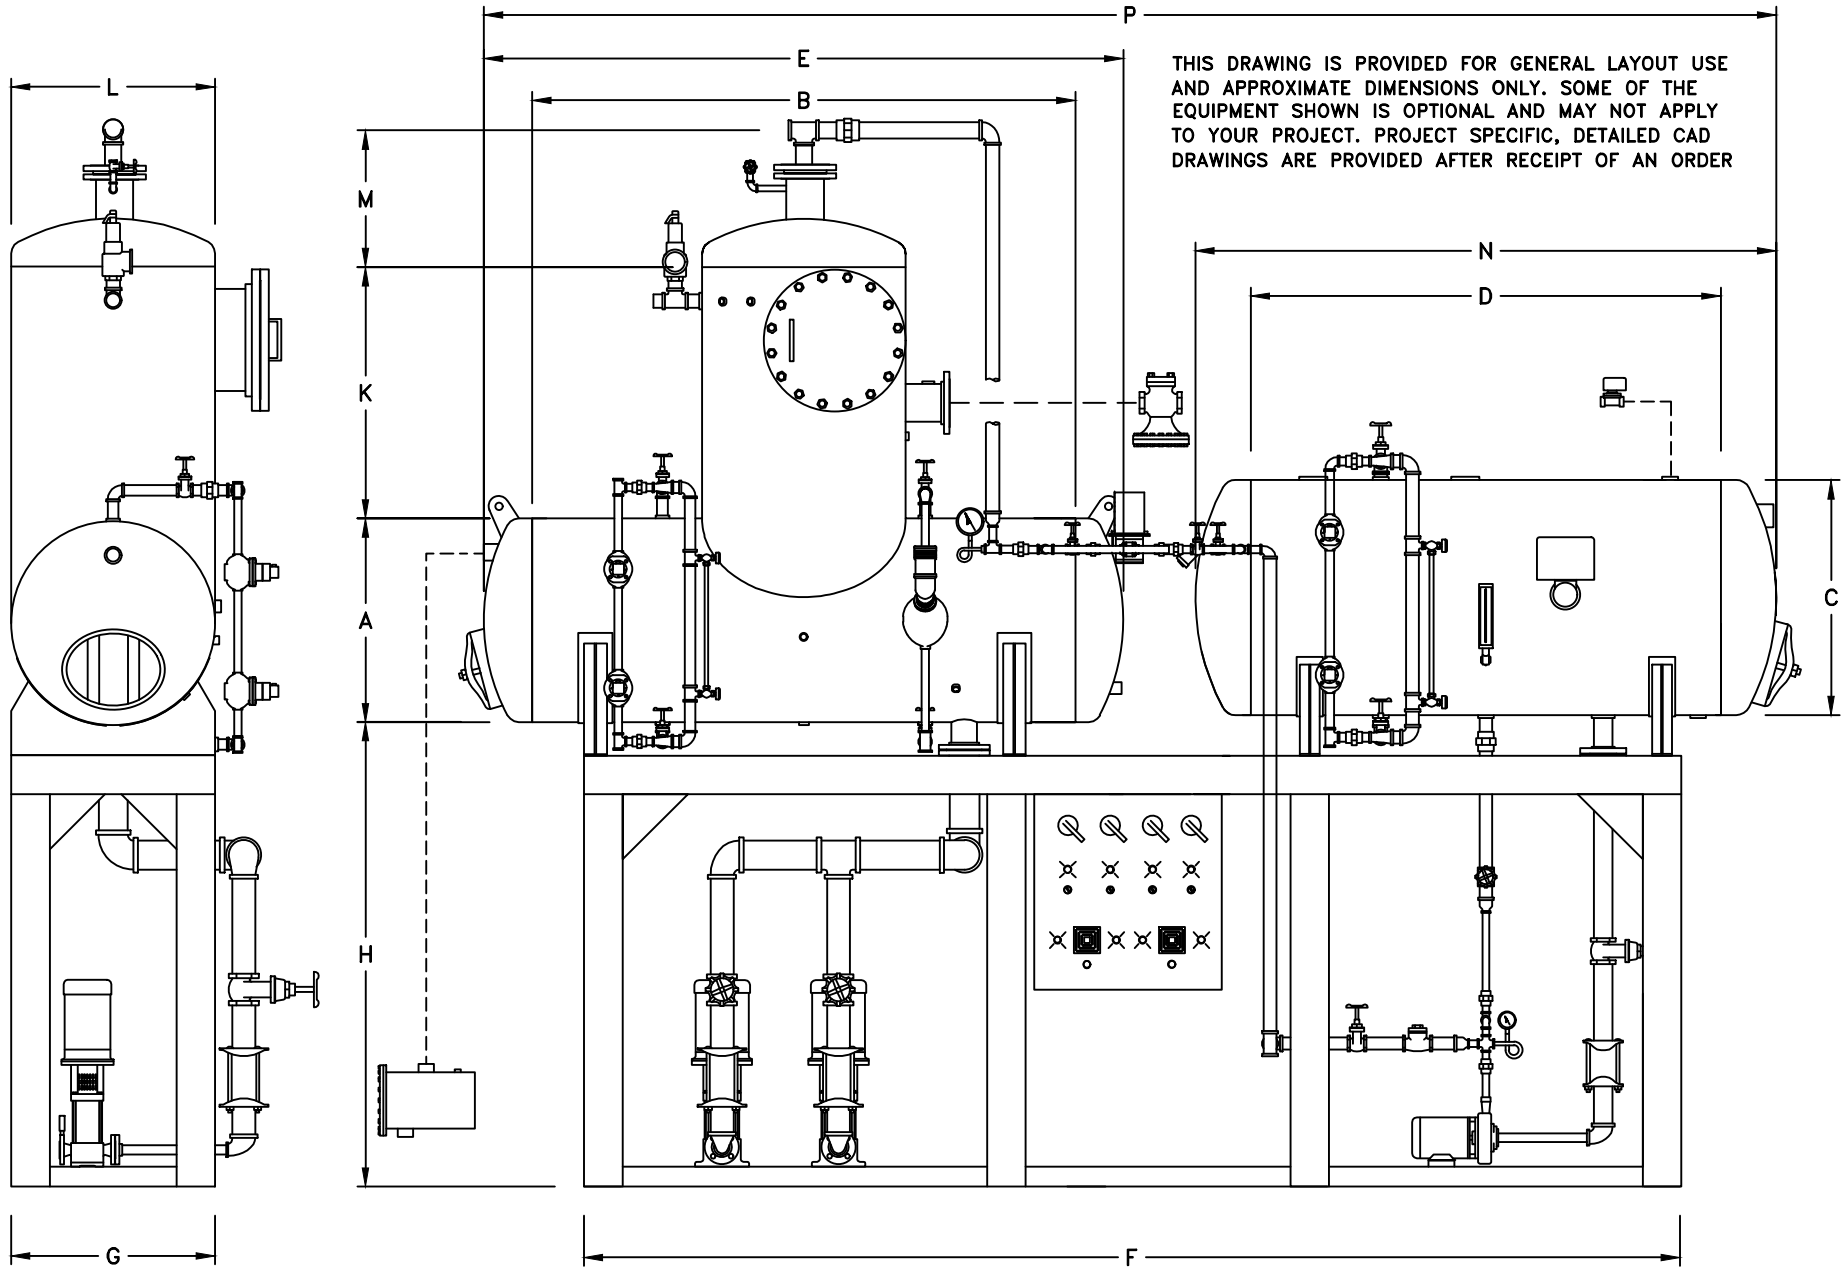 P
E
B
L
THIS DRAWING IS PROVIDED FOR GENERAL LAYOUT USE
AND APPROXIMATE DIMENSIONS ONLY. SOME OF THE
EQUIPMENT SHOWN IS OPTIONAL AND MAY NOT APPLY
TO YOUR PROJECT. PROJECT SPECIFIC, DETAILED CAD
DRAWINGS ARE PROVIDED AFTER RECEIPT OF AN ORDER
M
N
D
K
A
C
H
G
F